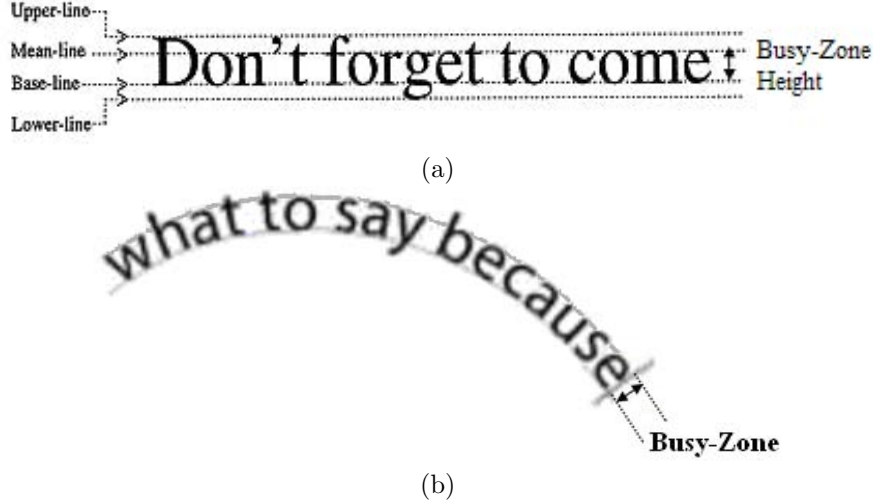 Upper-line
Mean-line
Base-line
Lower-line
Don't forget to come
Busy-Zone
Height
(a)
what to say because
Busy-Zone
(b)